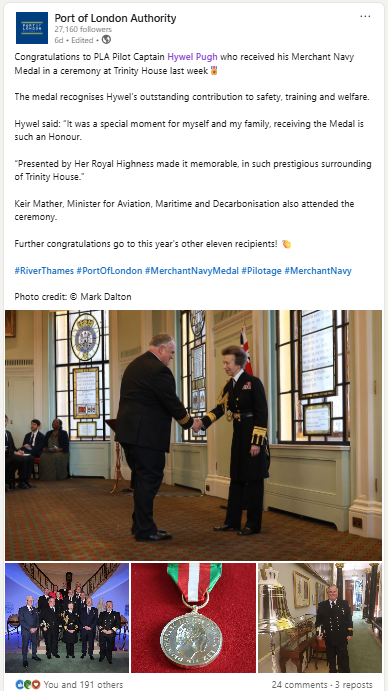 Port of London Authority
27,160 followers
6d • Edited •
Congratulations to PLA Pilot Captain Hywel Pugh who received his Merchant Navy
Medal in a ceremony at Trinity House last week🎖️
The medal recognises Hywel's outstanding contribution to safety, training and welfare.
Hywel said: "It was a special moment for myself and my family, receiving the Medal is
such an Honour.
"Presented by Her Royal Highness made it memorable, in such prestigious surrounding
of Trinity House."
Keir Mather, Minister for Aviation, Maritime and Decarbonisation also attended the
ceremony.
Further congratulations go to this year's other eleven recipients! 👏
#RiverThames #PortOfLondon #MerchantNavyMedal #Pilotage #MerchantNavy
Photo credit: © Mark Dalton
You and 191 others
24 comments · 3 reposts